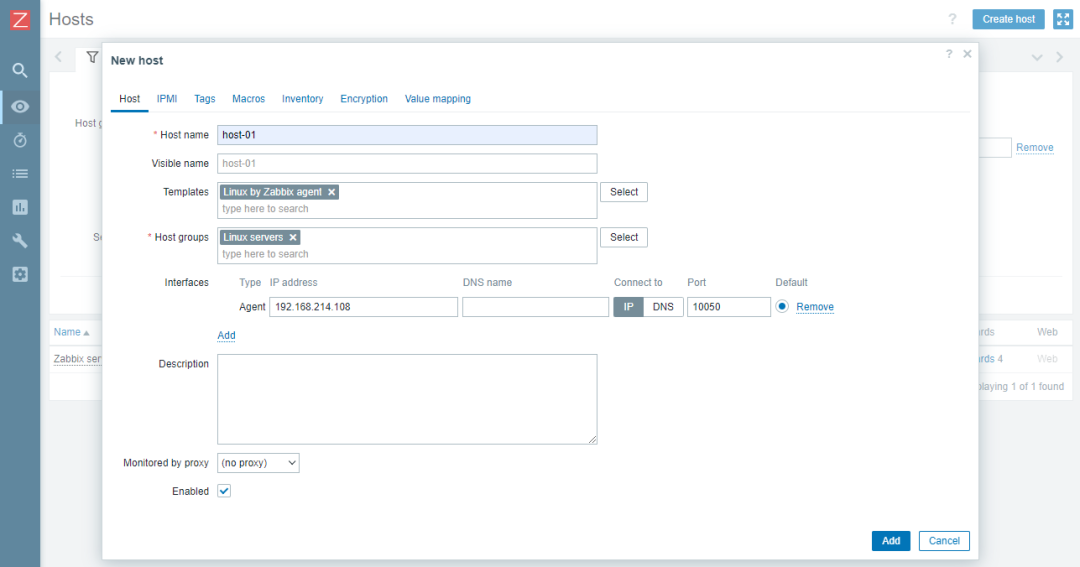 Z Hosts ? Create host
New host ?
Host IPMI Tags Macros Inventory Encryption Value mapping
* Host name host-01
Visible name host-01
Templates Linux by Zabbix agent
type here to search
Select
* Host groups Linux servers
type here to search
Select
Interfaces Type IP address DNS name Connect to Port Default
Agent 192.168.214.108 IP DNS 10050 Remove
Add
Description
Monitored by proxy (no proxy)
Enabled
Add Cancel
Host g
Remove
Name
Web
Zabbix ser
rds 4 Web
laying 1 of 1 found